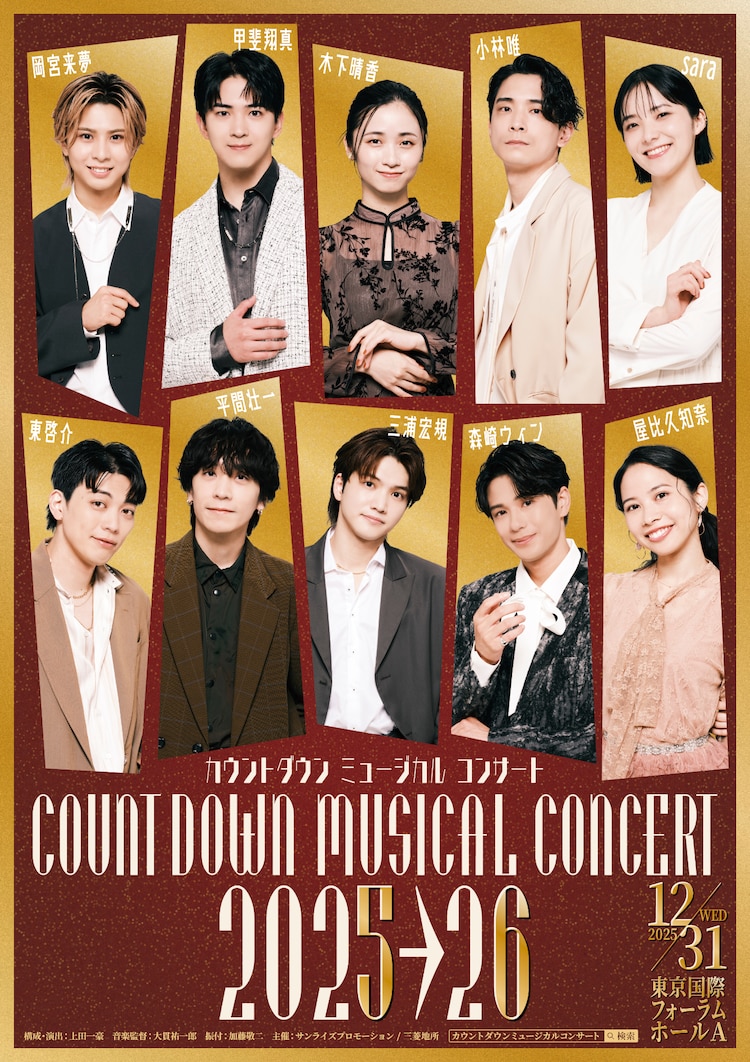 岡宮来夢
甲斐翔真
木下晴香
小林唯
sara
東啓介
平間壮一
三浦宏規
森崎ウィン
屋比久知奈
カウントダウン ミュージカル コンサート
COUNTDOWN MUSICAL CONCERT
2025→26
2025
12/31
WED
東京国際
フォーラム
ホールA
構成・演出:上田一豪 音楽監督:大貫祐一郎 振付:加藤敬二 主催:サンライズプロモーション / 三菱地所 カウントダウンミュージカルコンサート 検索